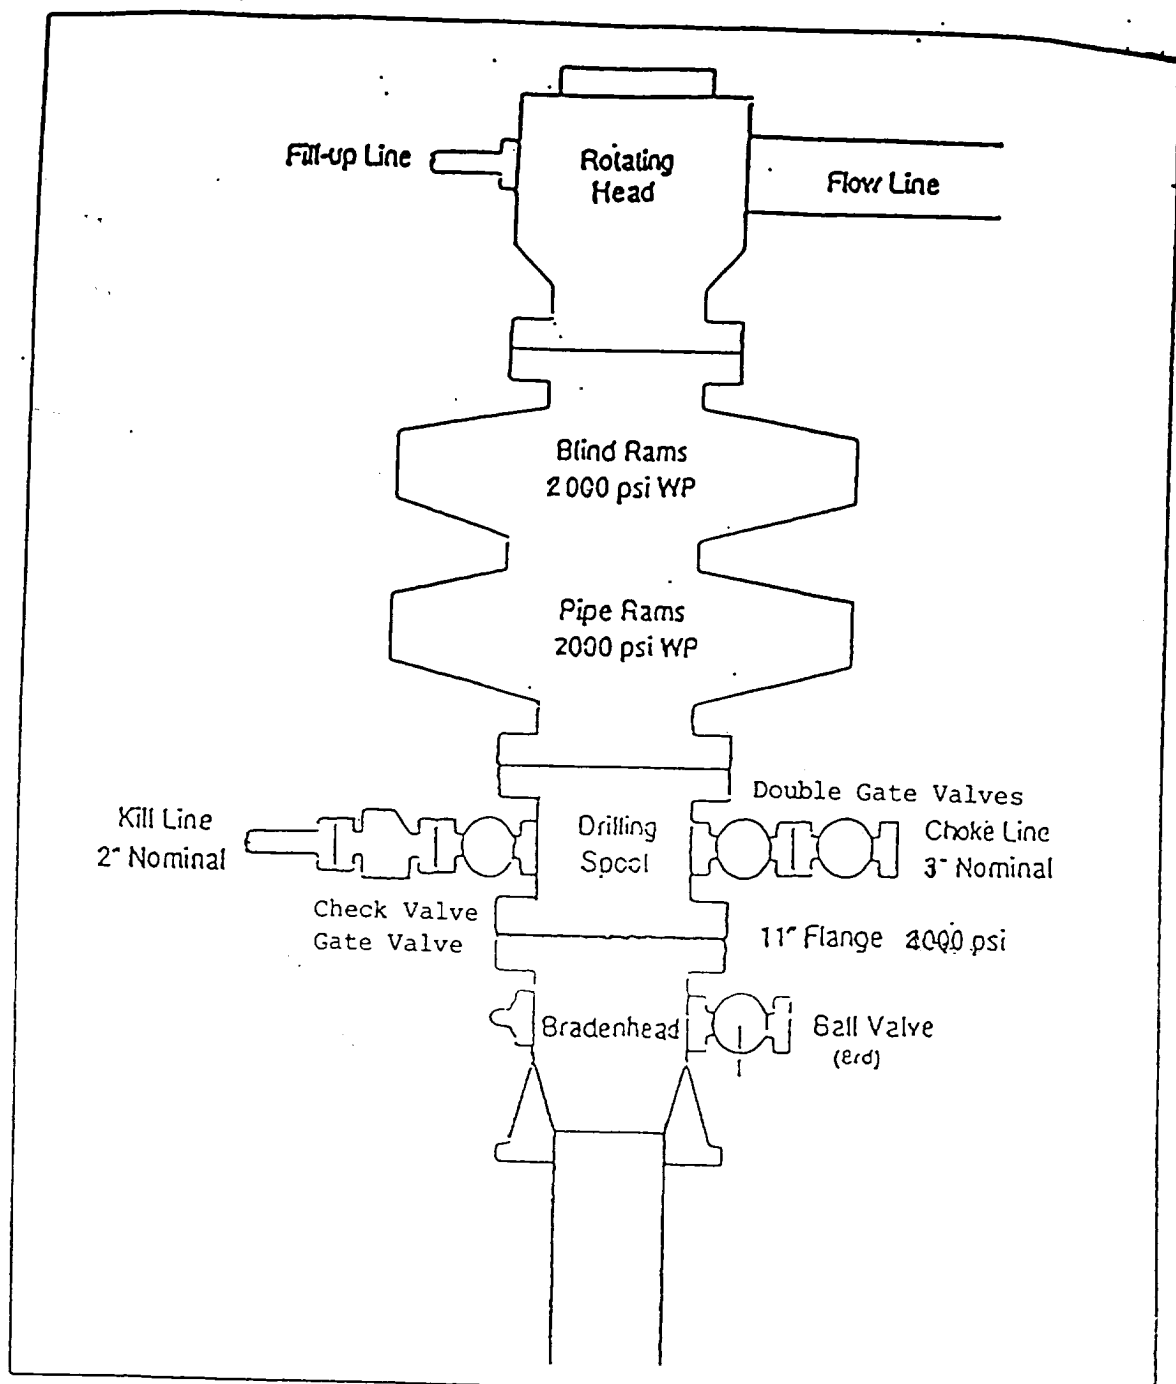 Fill-up Line
Rotating
Head
Flow Line
Blind Rams
2000 psi WP
Pipe Rams
2000 psi WP
Double Gate Valves
Kill Line
2" Nominal
Drilling
Spool
Choke Line
3" Nominal
Check Valve
Gate Valve
11" Flange psi
Bradenhead
Ball Valve